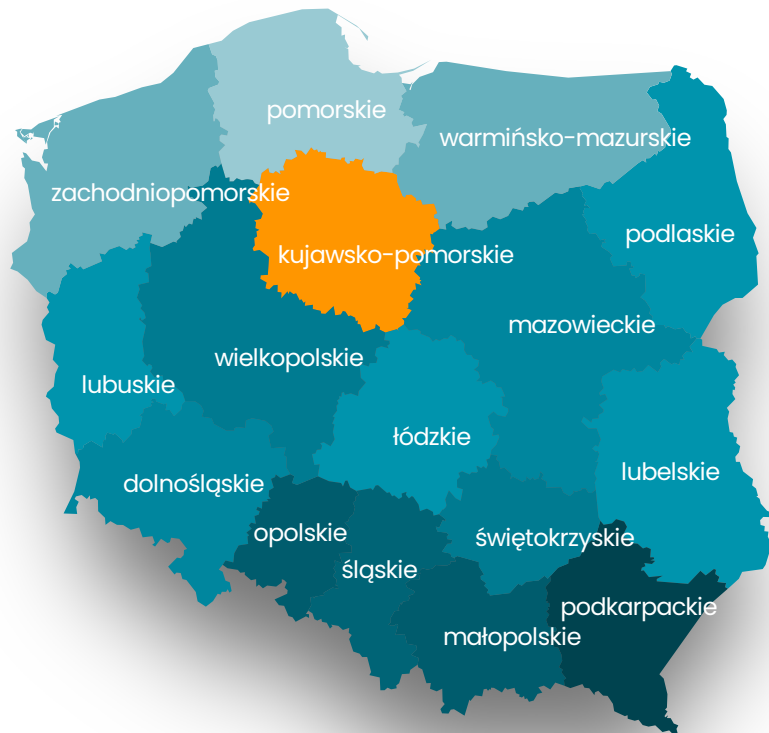 pomorskie
warmińsko-mazurskie
zachodniopomorskie
podlaskie
kujawsko-pomorskie
mazowieckie
wielkopolskie
lubuskie
łódzkie
lubelskie
dolnośląskie
opolskie
świętokrzyskie
śląskie
podkarpackie
małopolskie